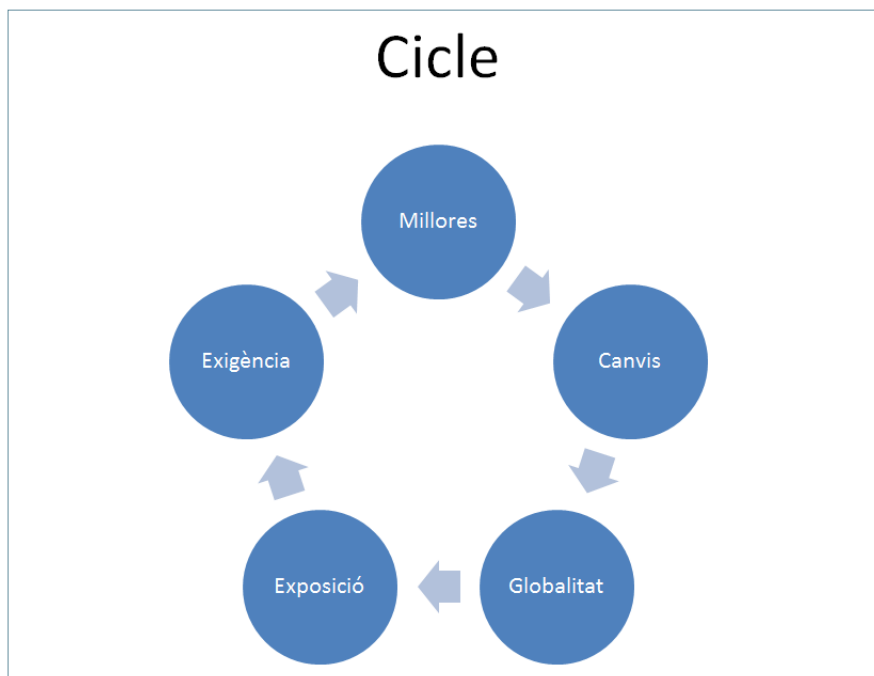 Cicle
Millores
Canvis
Globalitat
Exposició
Exigència